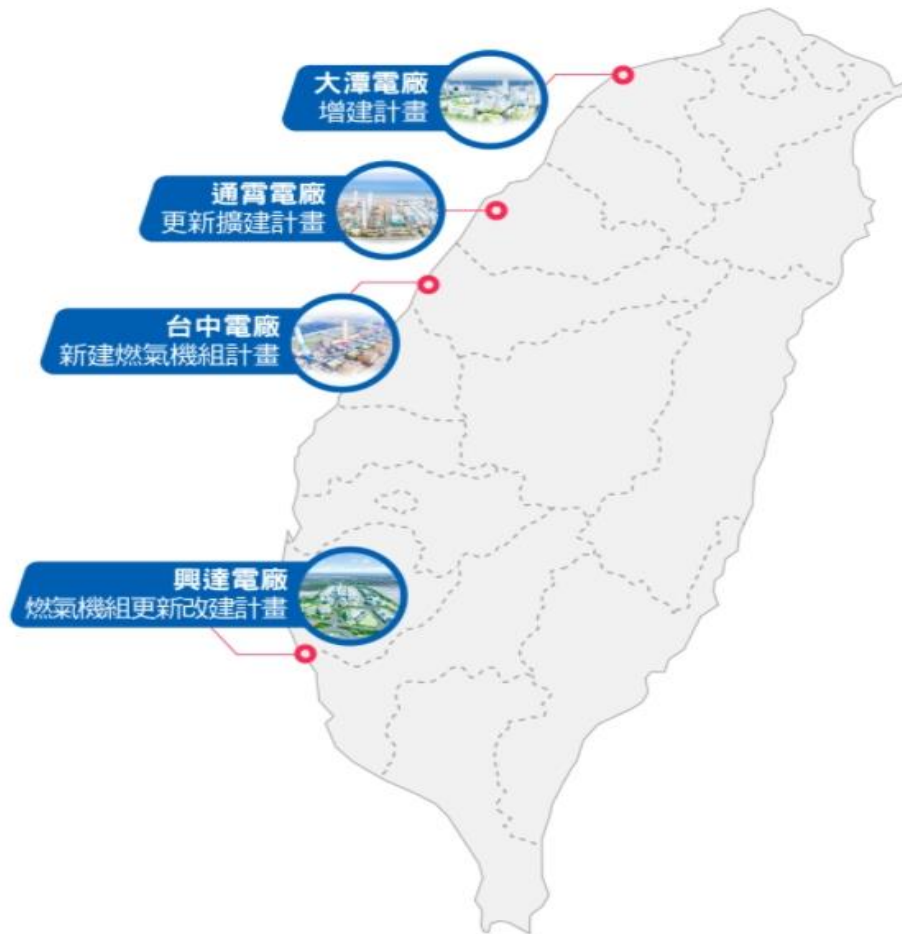 大潭電廠
增建計畫
通霄電廠
更新擴建計畫
台中電廠
新建燃氣機組計畫
興達電廠
燃氣機組更新改建計畫